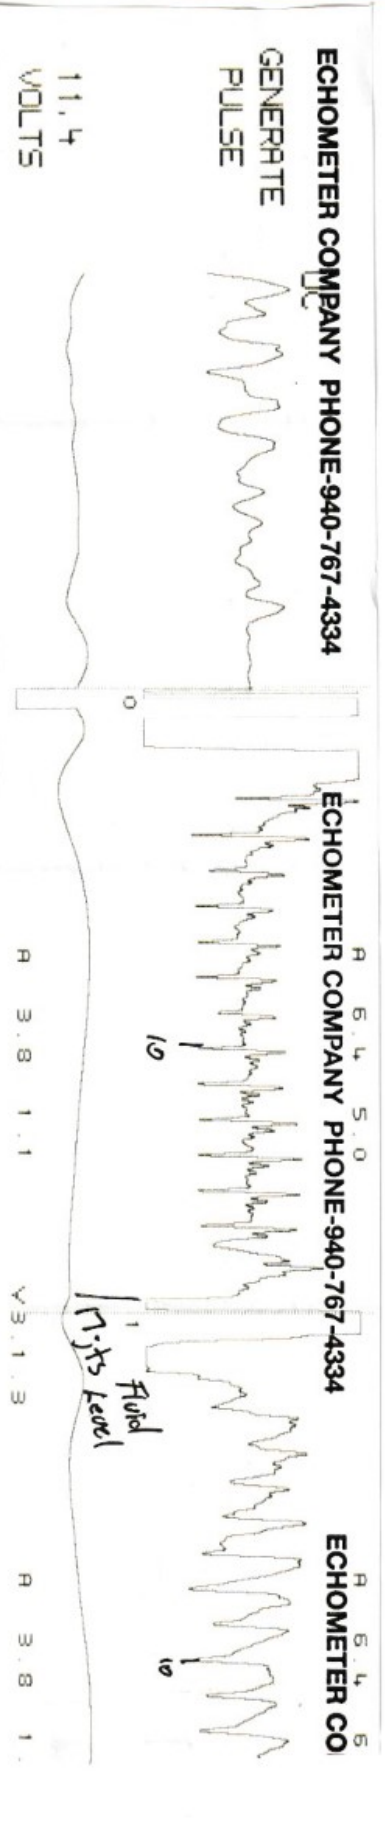 ECHOMETER COMPANY PHONE-940-767-4334
ECHOMETER COMPANY PHONE-940-767-4334
ECHOMETER CO
GENERATE
PULSE
11.4
VOLTS
A 6.4 5.0
A 6.4 6
0
10
1
Fluid
Level
10
A 3.8 1.1
V3.1.3
A 3.8 1.